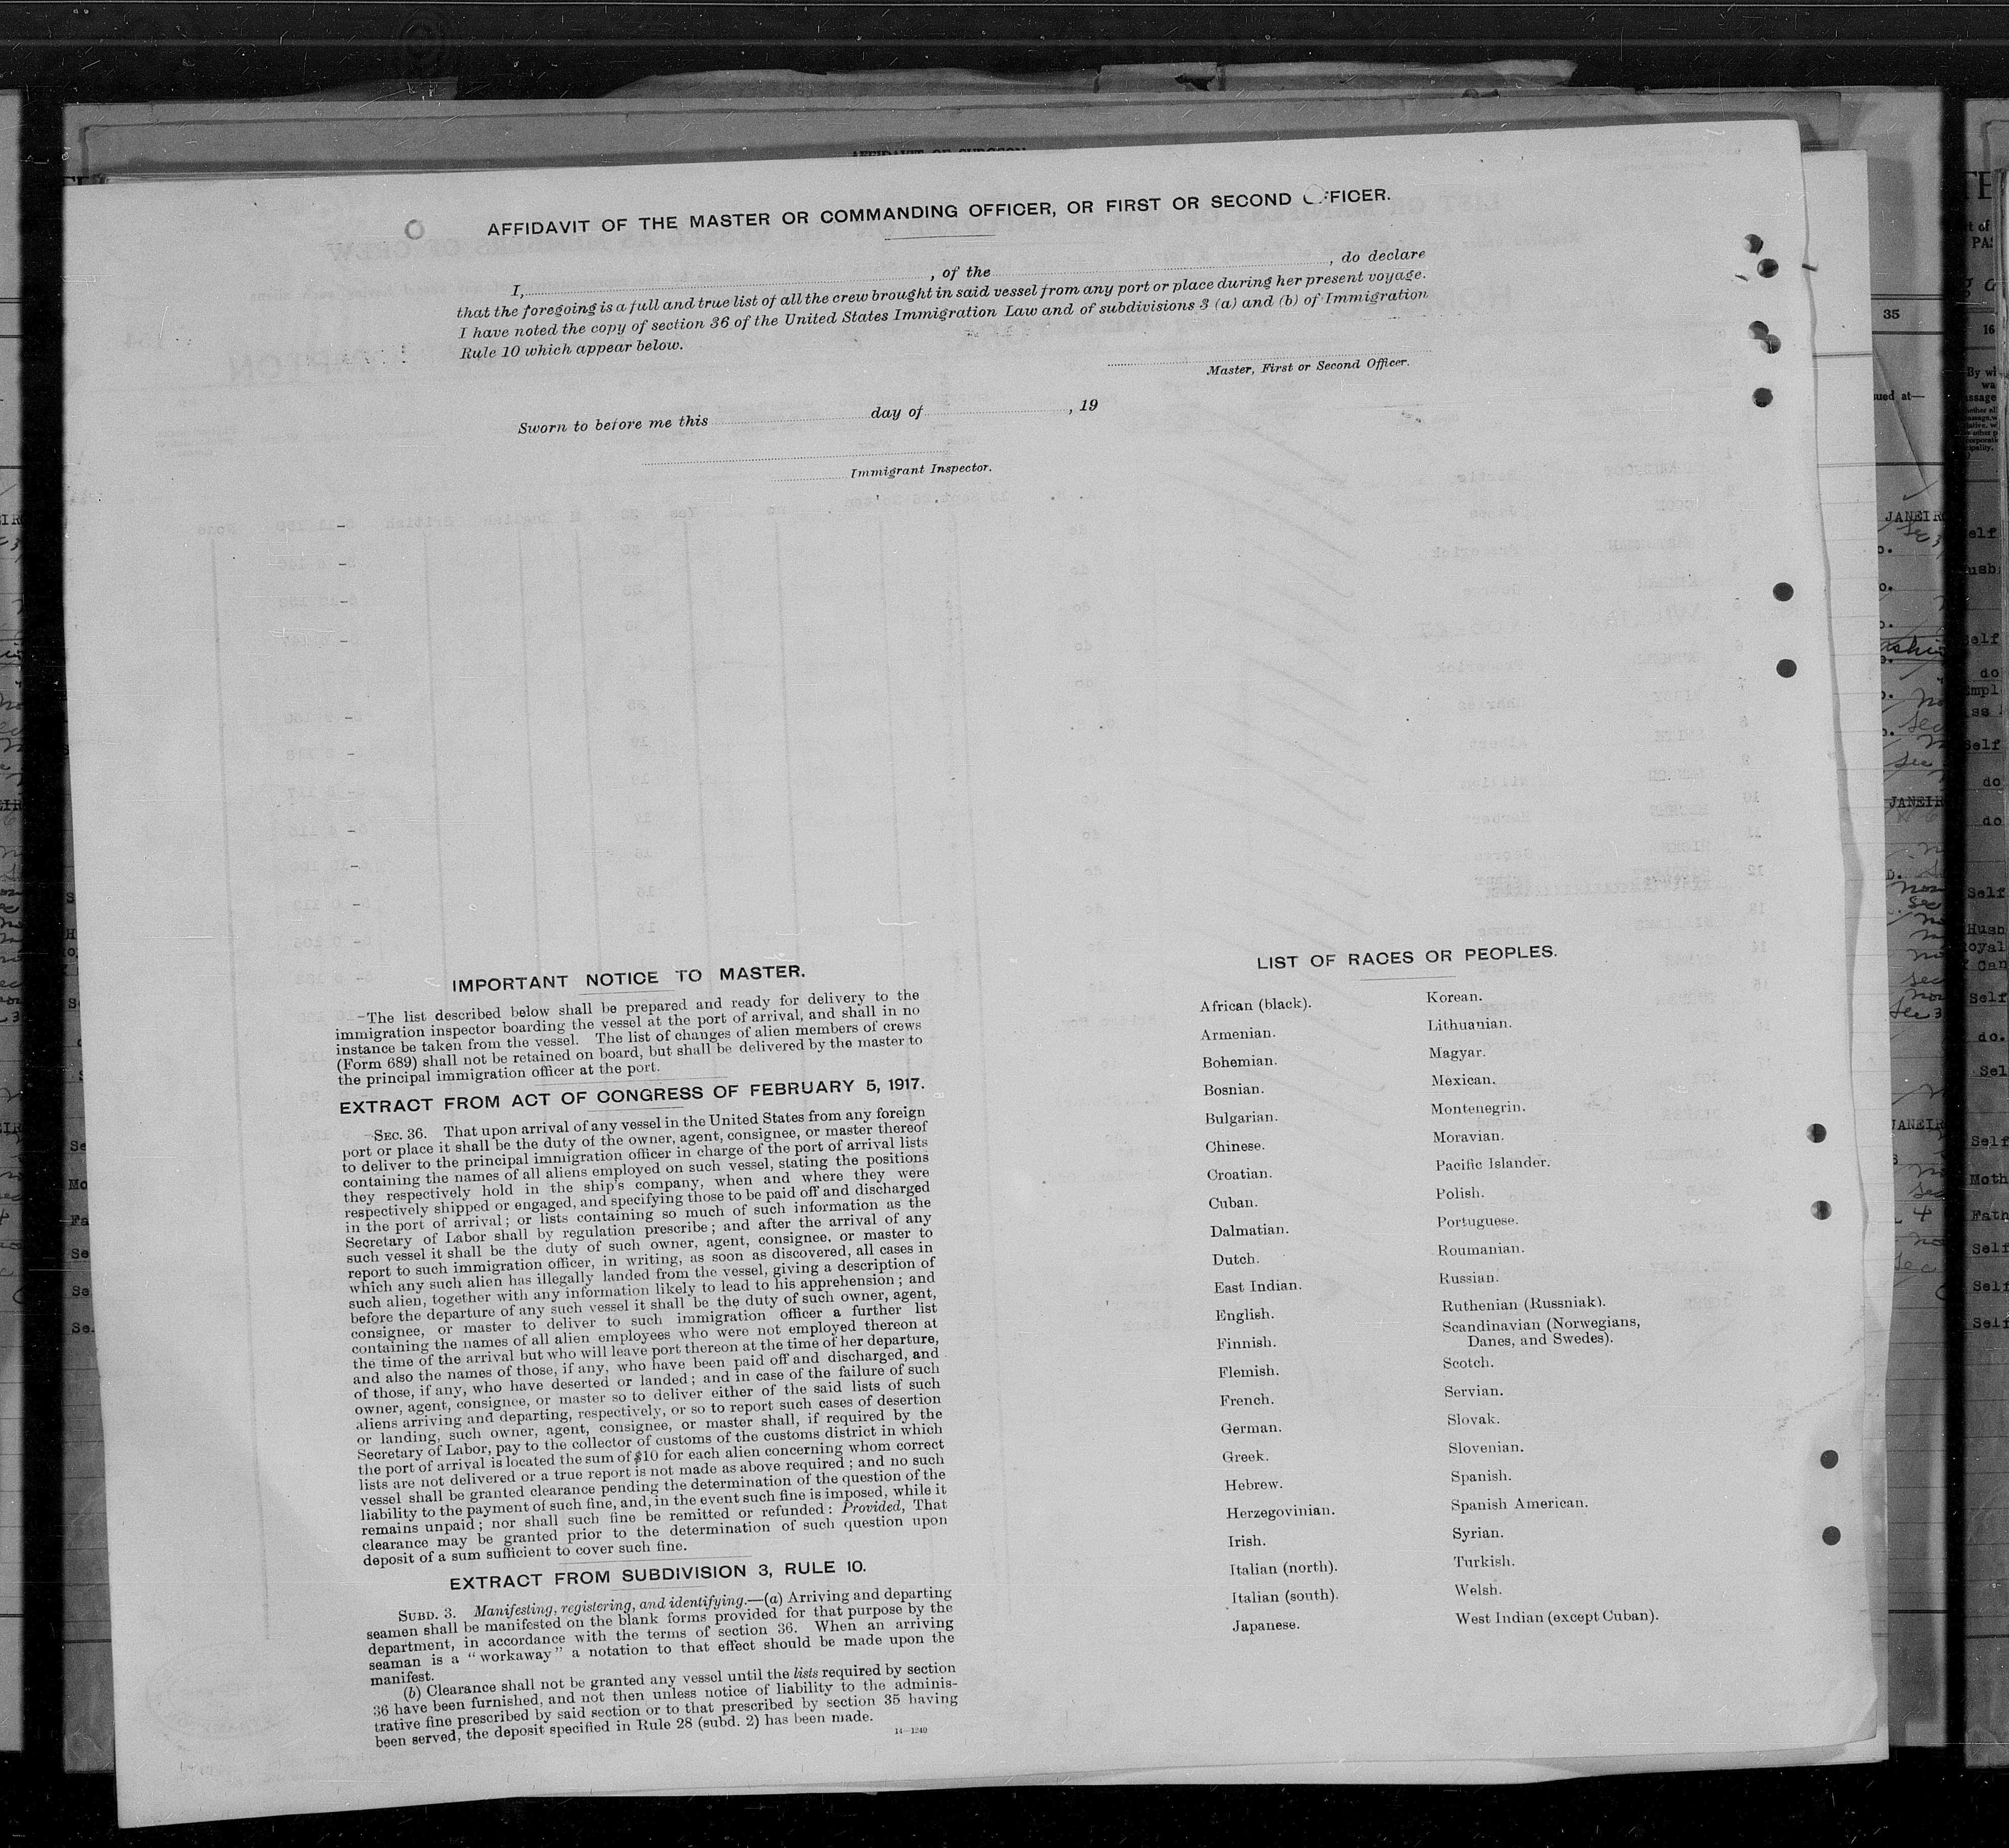 AFFIDAVIT OF THE MASTER OR COMMANDING OFFICER, OR FIRST OR SECOND OFFICER.
I, , of the , do declare
that the foregoing is a full and true list of all the crew brought in said vessel from any port or place during her present voyage.
I have noted the copy of section 36 of the United States Immigration Law and of subdivisions 3 (a) and (b) of Immigration
Rule 10 which appear below.
Master, First or Second Officer.
Sworn to before me this day of , 19
Immigrant Inspector.
IMPORTANT NOTICE TO MASTER.
The list described below shall be prepared and ready for delivery to the
immigration inspector boarding the vessel at the port of arrival, and shall in no
instance be taken from the vessel. The list of changes of alien members of crews
(Form 689) shall not be retained on board, but shall be delivered by the master to
the principal immigration officer at the port.
EXTRACT FROM ACT OF CONGRESS OF FEBRUARY 5, 1917.
SEC. 36. That upon arrival of any vessel in the United States from any foreign
port or place it shall be the duty of the owner, agent, consignee, or master thereof
to deliver to the principal immigration officer in charge of the port of arrival lists
containing the names of all aliens employed on such vessel, stating the positions
they respectively hold in the ship's company, when and where they were
respectively shipped or engaged, and specifying those to be paid off and discharged
in the port of arrival; or lists containing so much of such information as the
Secretary of Labor shall by regulation prescribe; and after the arrival of any
such vessel it shall be the duty of such owner, agent, consignee, or master to
report to such immigration officer, in writing, as soon as discovered, all cases in
which any such alien has illegally landed from the vessel, giving a description of
such alien, together with any information likely to lead to his apprehension; and
before the departure of any such vessel it shall be the duty of such owner, agent,
consignee, or master to deliver to such immigration officer a further list
containing the names of all alien employees who were not employed thereon at
the time of the arrival but who will leave port thereon at the time of her departure,
and also the names of those, if any, who have been paid off and discharged, and
of those, if any, who have deserted or landed; and in case of the failure of such
owner, agent, consignee, or master so to deliver either of the said lists of such
aliens arriving and departing, respectively, or so to report such cases of desertion
or landing, such owner, agent, consignee, or master shall, if required by the
Secretary of Labor, pay to the collector of customs of the customs district in which
the port of arrival is located the sum of $10 for each alien concerning whom correct
lists are not delivered or a true report is not made as above required; and no such
vessel shall be granted clearance pending the determination of the question of the
liability to the payment of such fine, and, in the event such fine is imposed, while it
remains unpaid; nor shall such fine be remitted or refunded: Provided, That
clearance may be granted prior to the determination of such question upon
deposit of a sum sufficient to cover such fine.
EXTRACT FROM SUBDIVISION 3, RULE 10.
SUBD. 3. Manifesting, registering, and identifying.—(a) Arriving and departing
seamen shall be manifested on the blank forms provided for that purpose by the
department, in accordance with the terms of section 36. When an arriving
seaman is a "workaway" a notation to that effect should be made upon the
manifest.
(b) Clearance shall not be granted any vessel until the lists required by section
36 have been furnished, and not then unless notice of liability to the adminis-
trative fine prescribed by said section or to that prescribed by section 35 having
been served, the deposit specified in Rule 28 (subd. 2) has been made.
14—1240
LIST OF RACES OR PEOPLES.
African (black).
Armenian.
Bohemian.
Bosnian.
Bulgarian.
Chinese.
Croatian.
Cuban.
Dalmatian.
Dutch.
East Indian.
English.
Finnish.
Flemish.
French.
German.
Greek.
Hebrew.
Herzegovinian.
Irish.
Italian (north).
Italian (south).
Japanese.
Korean.
Lithuanian.
Magyar.
Mexican.
Montenegrin.
Moravian.
Pacific Islander.
Polish.
Portuguese.
Roumanian.
Russian.
Ruthenian (Russniak).
Scandinavian (Norwegians,
Danes, and Swedes).
Scotch.
Servian.
Slovak.
Slovenian.
Spanish.
Spanish American.
Syrian.
Turkish.
Welsh.
West Indian (except Cuban).